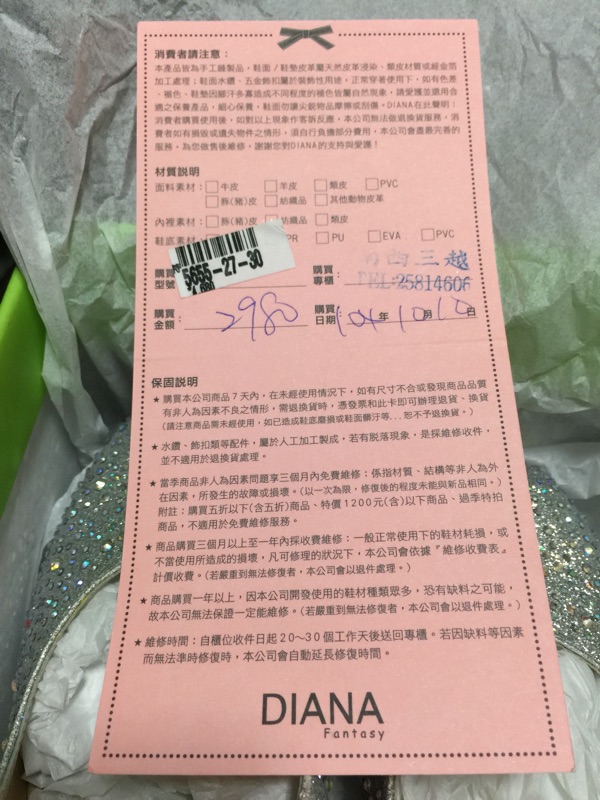 消費者請注意：
本產品皆為手工縫製品，鞋面/鞋墊皮革屬天然皮革浸染、類皮材質或經金箔
加工處理；鞋面水鑽、五金飾扣屬於裝飾性用途，正常穿著使用下，如有色差
、褪色、鞋墊因腳汗多寡造成不同程度的褪色皆屬自然現象，請愛護並選用合
適之保養產品，細心保養，鞋面勿讓尖銳物品摩擦或刮傷。DIANA在此聲明：
消費者購買使用後，如對以上現象作客訴反應，本公司無法做退換貨服務，消
費者如有損毀或遺失物件之情形，須自行負擔部分費用，本公司會盡最完善的
服務，為您做售後維修，謝謝您對DIANA的支持與愛護！
材質說明
面料素材：□牛皮 □羊皮 □類皮 □PVC
□豚(豬)皮 □紡織品 □其他動物皮革
內裡素材：□豚(豬)皮 紡織品 □類皮
鞋底素材 PR □PU □EVA □PVC
5655-27-30
購買型號： 購買專櫃： 三越
TEL:25814606
購買金額：2980 購買日期：104年10月10日
保固說明
★購買本公司商品7天內，在未經使用情況下，如有尺寸不合或發現商品品質
有非人為因素不良之情形，需退換貨時，憑發票和此卡即可辦理退貨、換貨
(請注意商品需未經使用，如已造成鞋底磨損或鞋面髒汙等...恕不予退換貨。)
★水鑽、飾扣類等配件，屬於人工加工製成，若有脫落現象，是採維修收件，
並不適用於退換貨處理。
★當季商品非人為因素問題享三個月內免費維修：係指材質、結構等非人為外
在因素，所發生的故障或損壞。(以一次為限，修復後的程度未能與新品相同。)
附註：購買五折以下(含五折)商品、特價1200元(含)以下商品、過季特拍
商品，不適用於免費維修服務。
★商品購買三個月以上至一年內採收費維修：一般正常使用下的鞋材耗損，或
不當使用所造成的損壞，凡可修理的狀況下，本公司會依據『維修收費表』
計價收費。(若嚴重到無法修復者，本公司會以退件處理。)
★商品購買一年以上，因本公司開發使用的鞋材種類眾多，恐有缺料之可能，
故本公司無法保證一定能維修。(若嚴重到無法修復者，本公司會以退件處理。)
★維修時間：自櫃位收件日起20～30個工作天後送回專櫃。若因缺料等因素
而無法準時修復時，本公司會自動延長修復時間。
DIANA
Fantasy